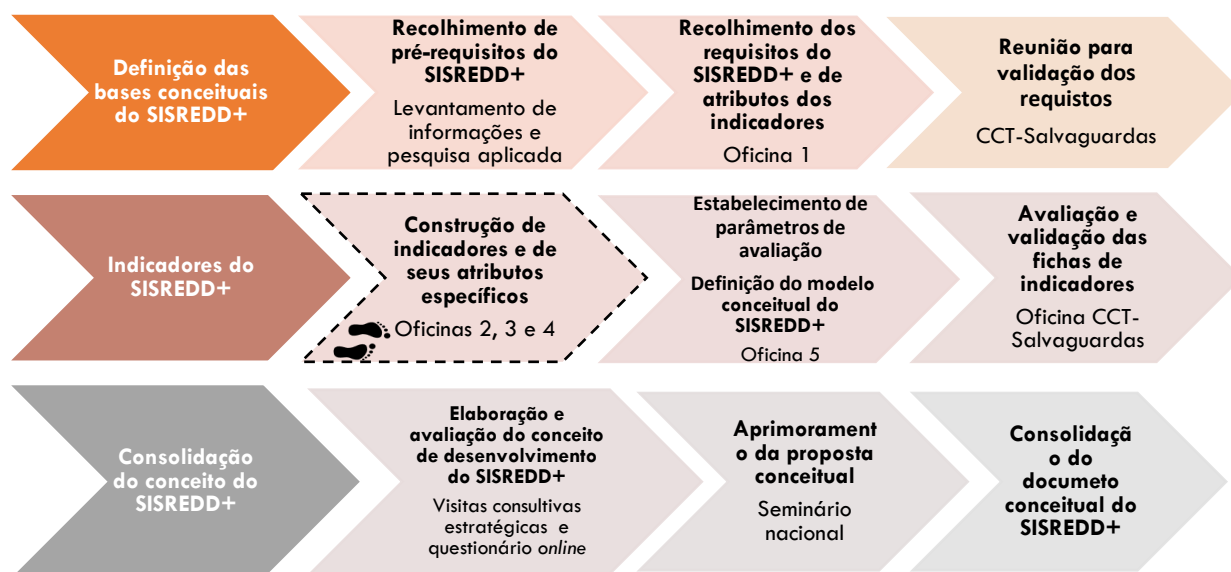 Definição das
bases conceituais
do SISREDD+
Recolhimento de
pré-requisitos do
SISREDD+
Levantamento de
informações e
pesquisa aplicada
Recolhimento dos
requisitos do
SISREDD+ e de
atributos dos
indicadores
Oficina 1
Reunião para
validação dos
requistos
CCT-Salvaguardas
Indicadores do
SISREDD+
Construção de
indicadores e de
seus atributos
específicos
Oficinas 2, 3 e 4
Estabelecimento de
parâmetros de
avaliação
Definição do modelo
conceitual do
SISREDD+
Oficina 5
Avaliação e
validação das
fichas de
indicadores
Oficina CCT-
Salvaguardas
Consolidação
do conceito do
SISREDD+
Elaboração e
avaliação do conceito
de desenvolvimento
do SISREDD+
Visitas consultivas
estratégicas e
questionário online
Aprimorament
o da proposta
conceitual
Seminário
nacional
Consolidaçã
o do
documeto
conceitual do
SISREDD+